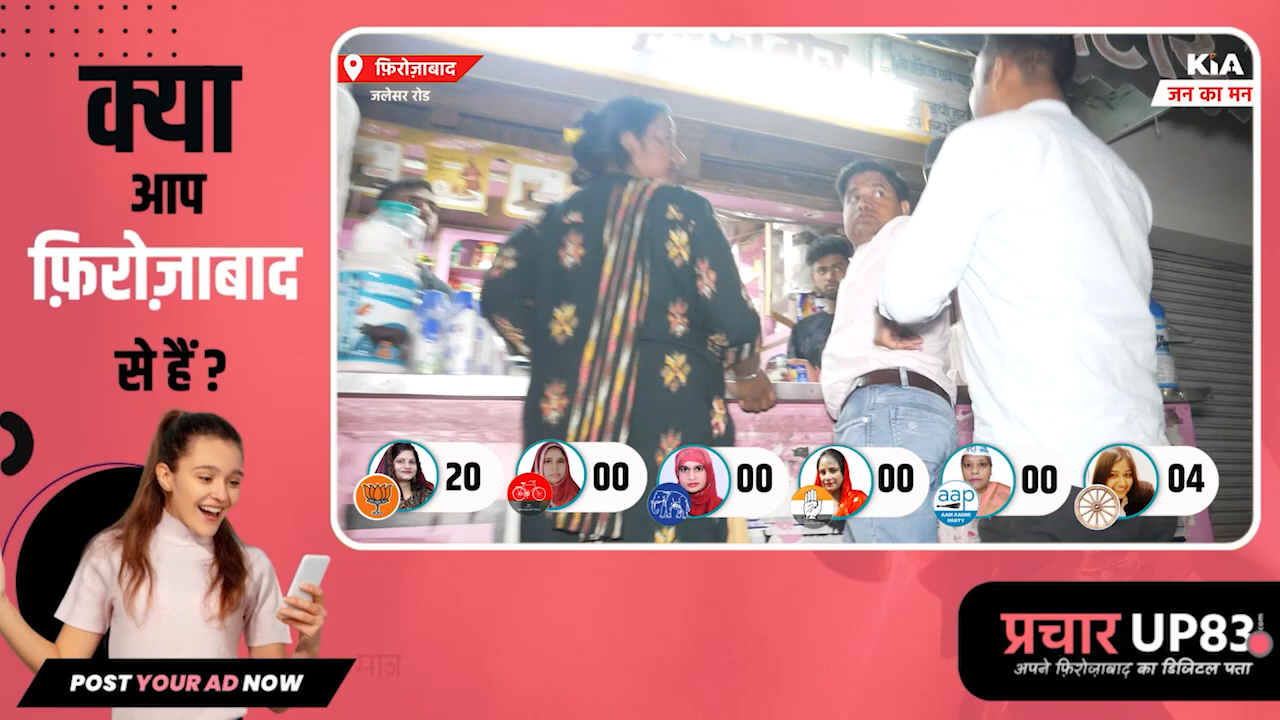 क्या
आप
फ़िरोज़ाबाद
से हैं ?
POST YOUR AD NOW
फ़िरोज़ाबाद
जलेसर रोड
KIA
जन का मन
20
00
00
00
aap
AAM AADMI
PARTY
00
04
मात्र
प्रचार UP83.com
अपने फ़िरोज़ाबाद का डिजिटल पता